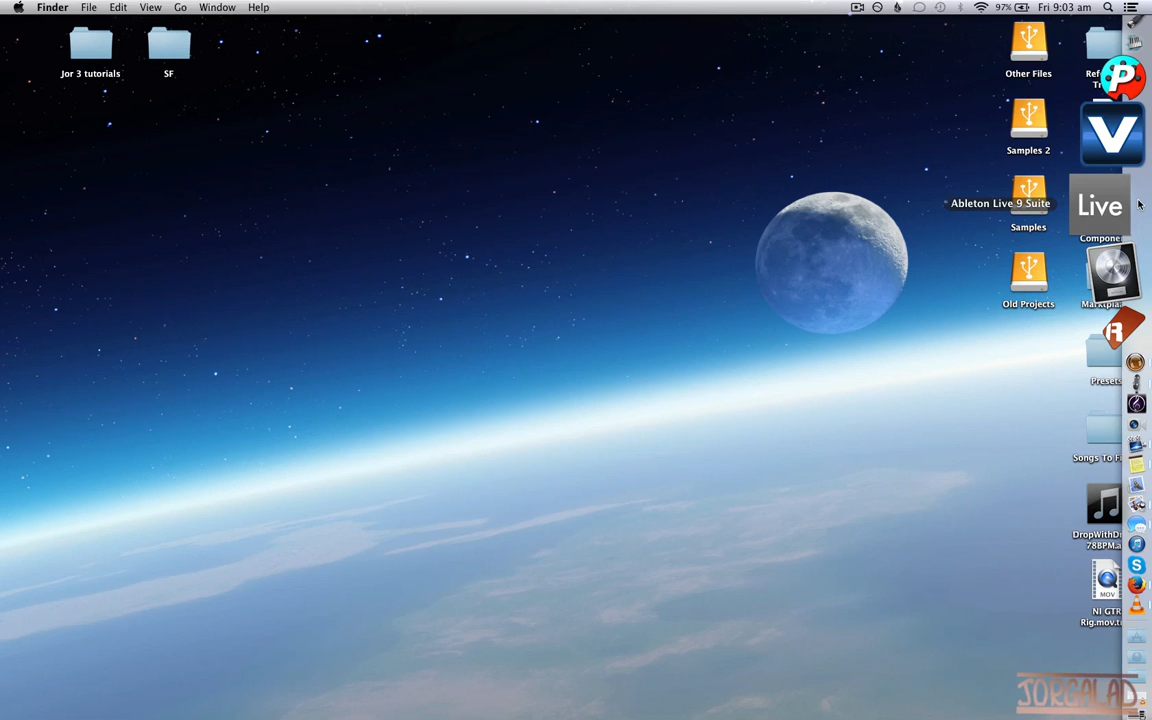 Finder File Edit View Go Window Help
97% Fri 9:03 am
Jor 3 tutorials
SF
Other Files
Samples 2
Ableton Live 9 Suite
Samples
Old Projects
P
V
Live
Compone
R
Presets
Songs To F
DropWithD
78BPM.a
MOV
NI GTR
Rig.mov.t
JORGALAD